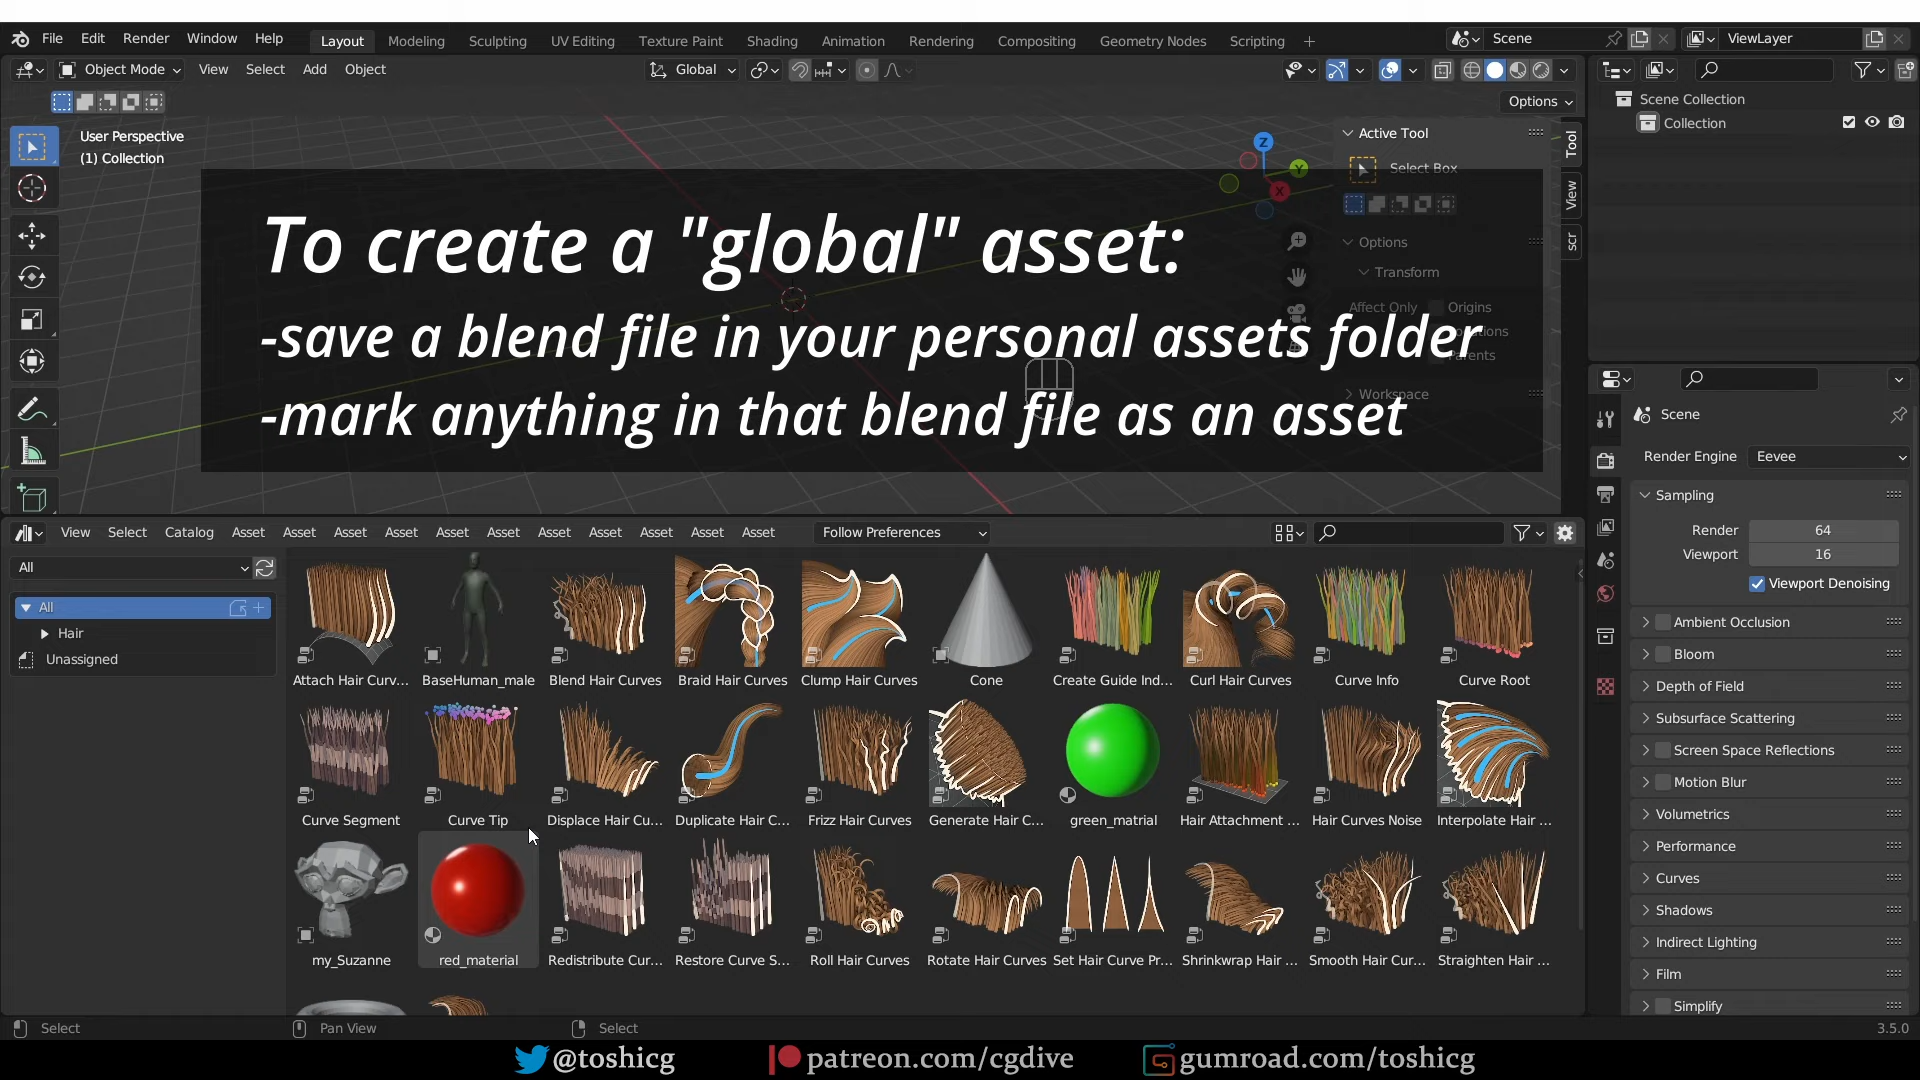 File Edit Render Window Help Layout Modeling Sculpting UV Editing Texture Paint Shading Animation Rendering Compositing Geometry Nodes Scripting + Scene ViewLayer
Object Mode View Select Add Object Global
Options
Scene Collection
Collection
User Perspective
(1) Collection
Z
Y
X
Active Tool
Select Box
Options
Transform
Affect Only Origins
Parents
Workspace
Tool
View
scr
To create a "global" asset:
-save a blend file in your personal assets folder
-mark anything in that blend file as an asset
Scene
Render Engine Eevee
Sampling
Render 64
Viewport 16
Viewport Denoising
Ambient Occlusion
Bloom
Depth of Field
Subsurface Scattering
Screen Space Reflections
Motion Blur
Volumetrics
Performance
Curves
Shadows
Indirect Lighting
Film
Simplify
View Select Catalog Asset Asset Asset Asset Asset Asset Asset Asset Asset Asset Asset Follow Preferences
All
All
Hair
Unassigned
Attach Hair Curv... BaseHuman_male Blend Hair Curves Braid Hair Curves Clump Hair Curves Cone Create Guide Ind... Curl Hair Curves Curve Info Curve Root
Curve Segment Curve Tip Displace Hair Cu... Duplicate Hair C... Frizz Hair Curves Generate Hair C... green_matrial Hair Attachment ... Hair Curves Noise Interpolate Hair ...
my_Suzanne red_material Redistribute Cur... Restore Curve S... Roll Hair Curves Rotate Hair Curves Set Hair Curve Pr... Shrinkwrap Hair ... Smooth Hair Cur... Straighten Hair ...
Select Pan View Select 3.5.0
@toshicg patreon.com/cgdive gumroad.com/toshicg